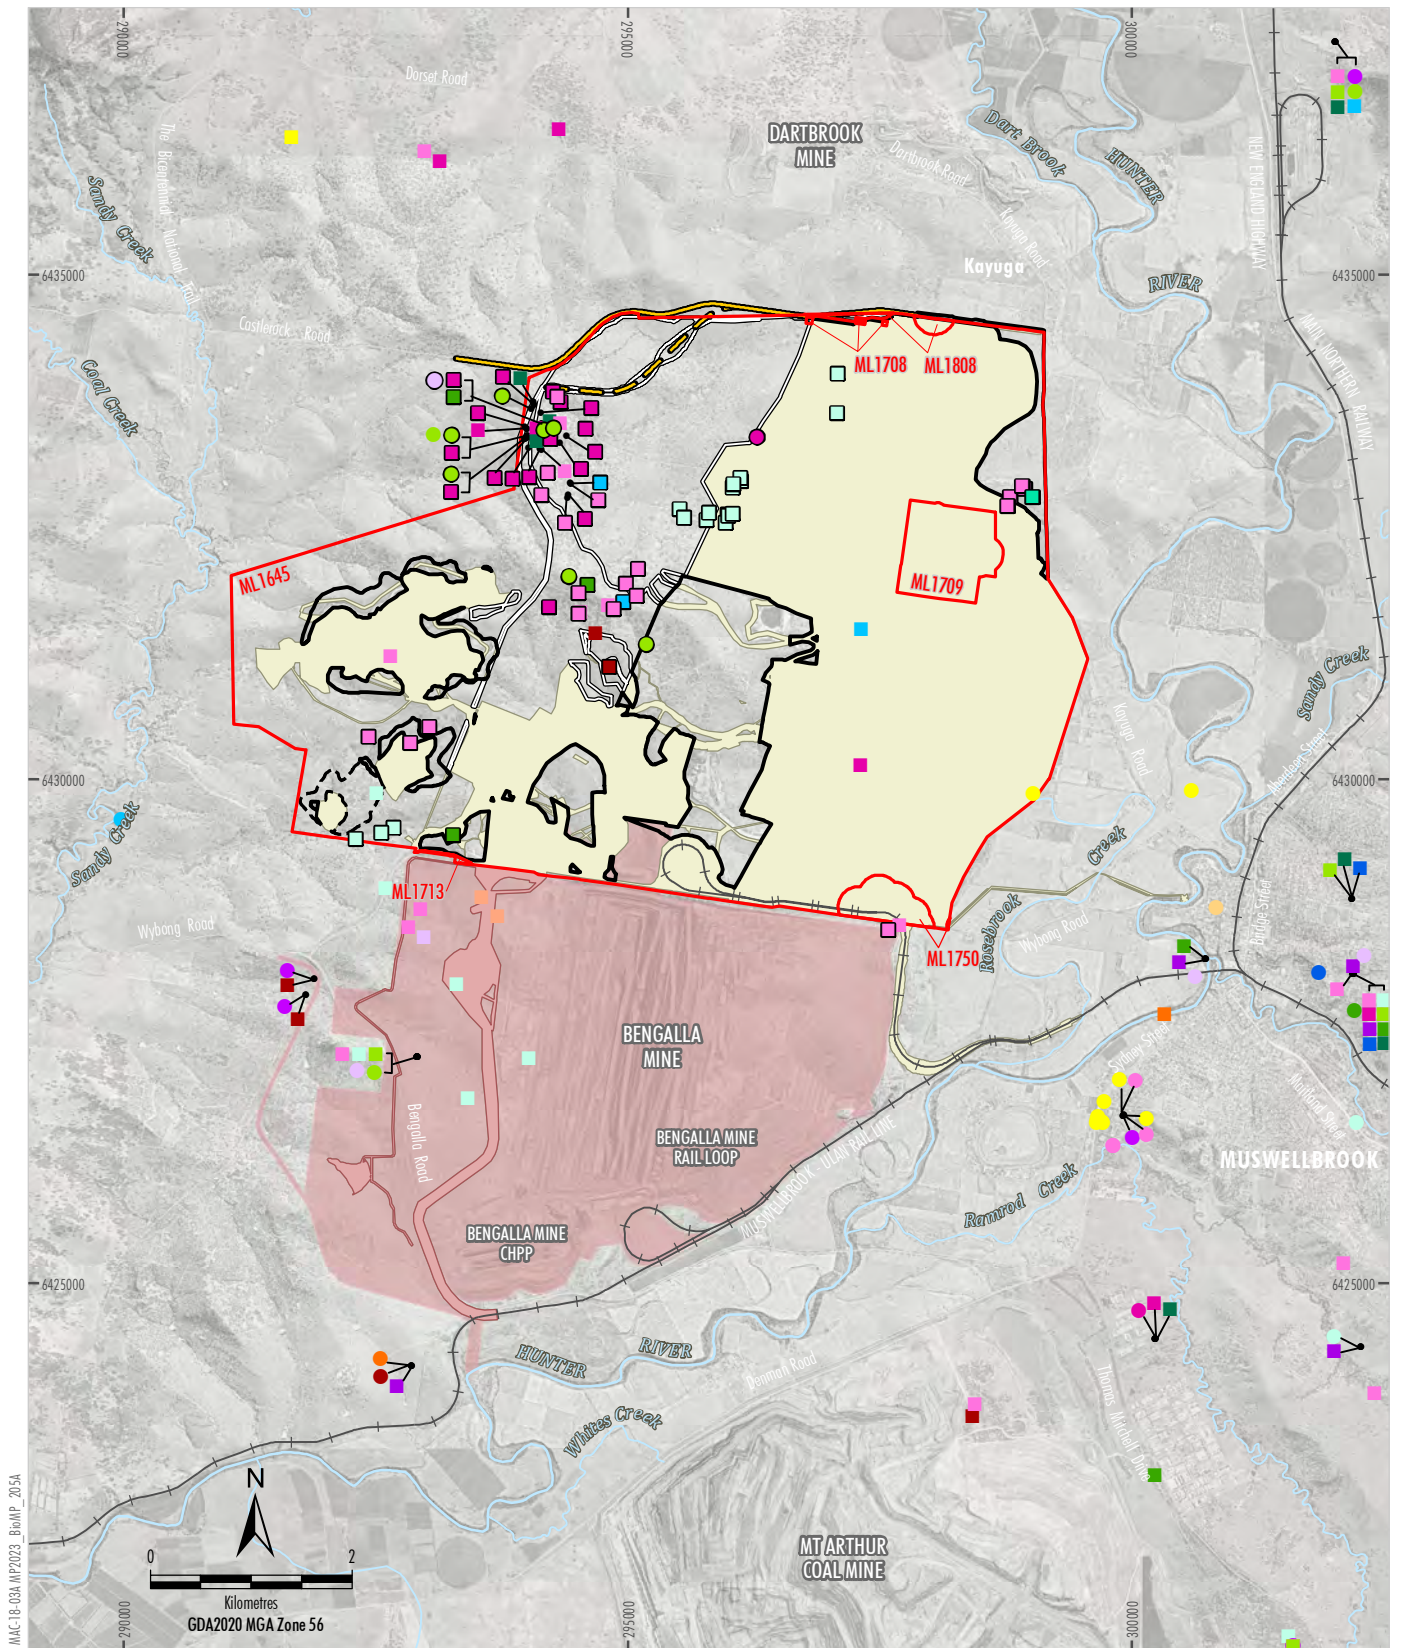 290000
295000
300000
Dorset Road
DARTBROOK
MINE
Dartbrook Road
Dart Brook
HUNTER
NEW ENGLAND HIGHWAY
The Bicentennial National Trail
Sandy Creek
Kayuga Road
Kayuga
6435000
6435000
RIVER
Castlerock Road
MAIN NORTHERN RAILWAY
Coal Creek
ML1708
ML1808
ML1645
ML1709
Sandy Creek
Kayuga Road
Aberdeen Street
6430000
6430000
Sandy Creek
Creek
ML1713
Rosebrook
Bridge Street
Wybong Road
Wybong Road
ML1750
BENGALLA
MINE
Sydney Street
Maitland Street
Bengalla Road
BENGALLA MINE
RAIL LOOP
MUSWELLBROOK - ULAN RAIL LINE
MUSWELLBROOK
Ramrod Creek
BENGALLA MINE
CHPP
6425000
6425000
HUNTER
RIVER
Denman Road
Thomas Mitchell Drive
Whites Creek
N
MT ARTHUR
COAL MINE
0
2
Kilometres
GDA2020 MGA Zone 56
290000
295000
300000
MAC-18-03A MP2023_BioMP_205A